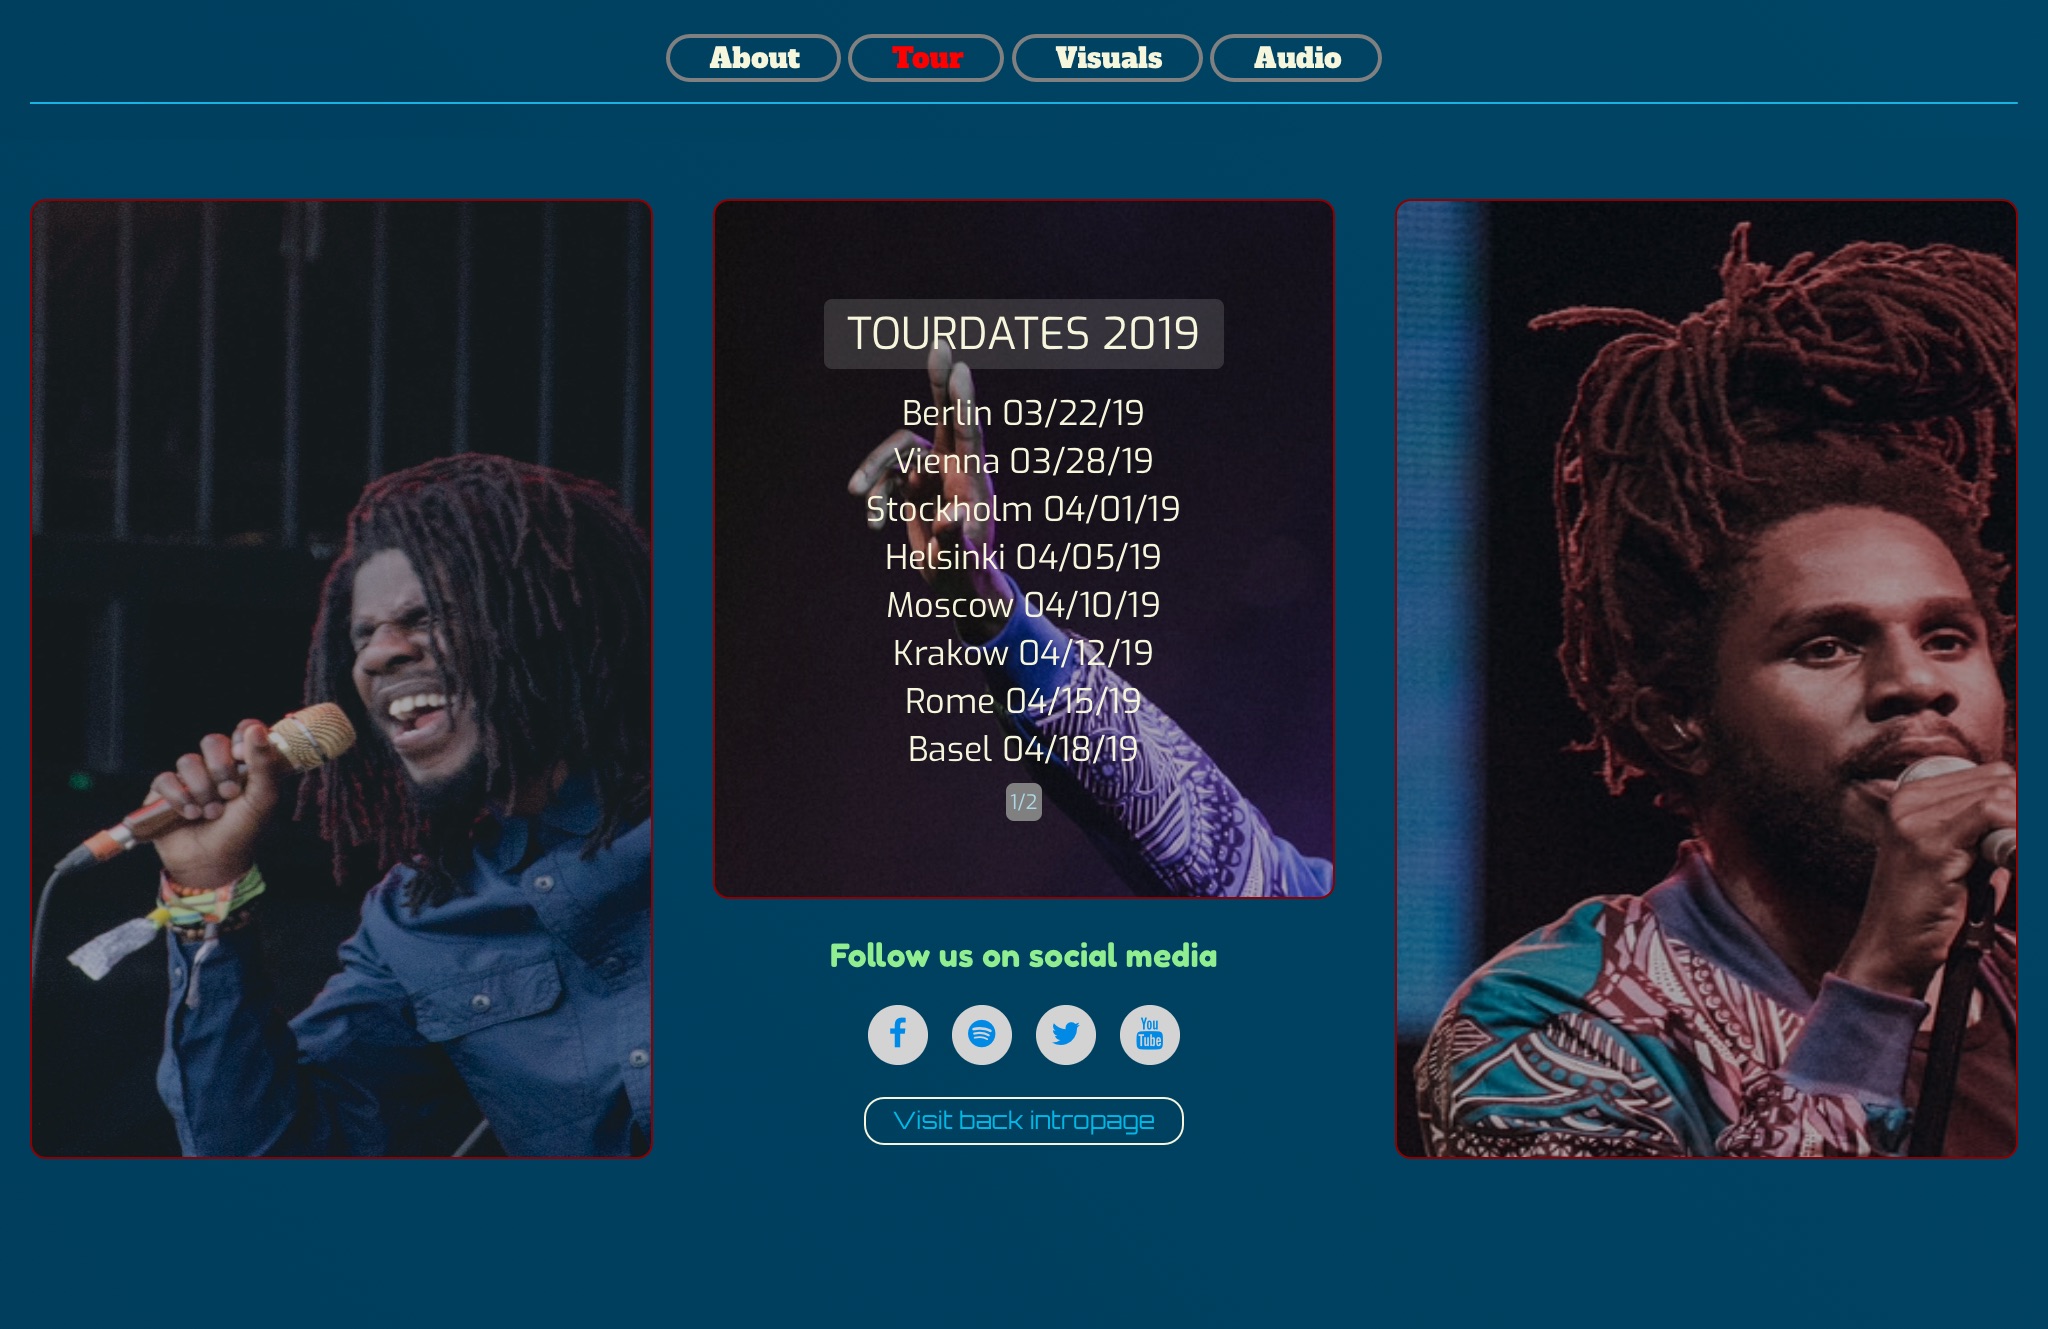 About
Tour
Visuals
Audio
TOURDATES 2019
Berlin 03/22/19
Vienna 03/28/19
Stockholm 04/01/19
Helsinki 04/05/19
Moscow 04/10/19
Krakow 04/12/19
Rome 04/15/19
Basel 04/18/19
1/2
Follow us on social media
You
Tube
Visit back intropage